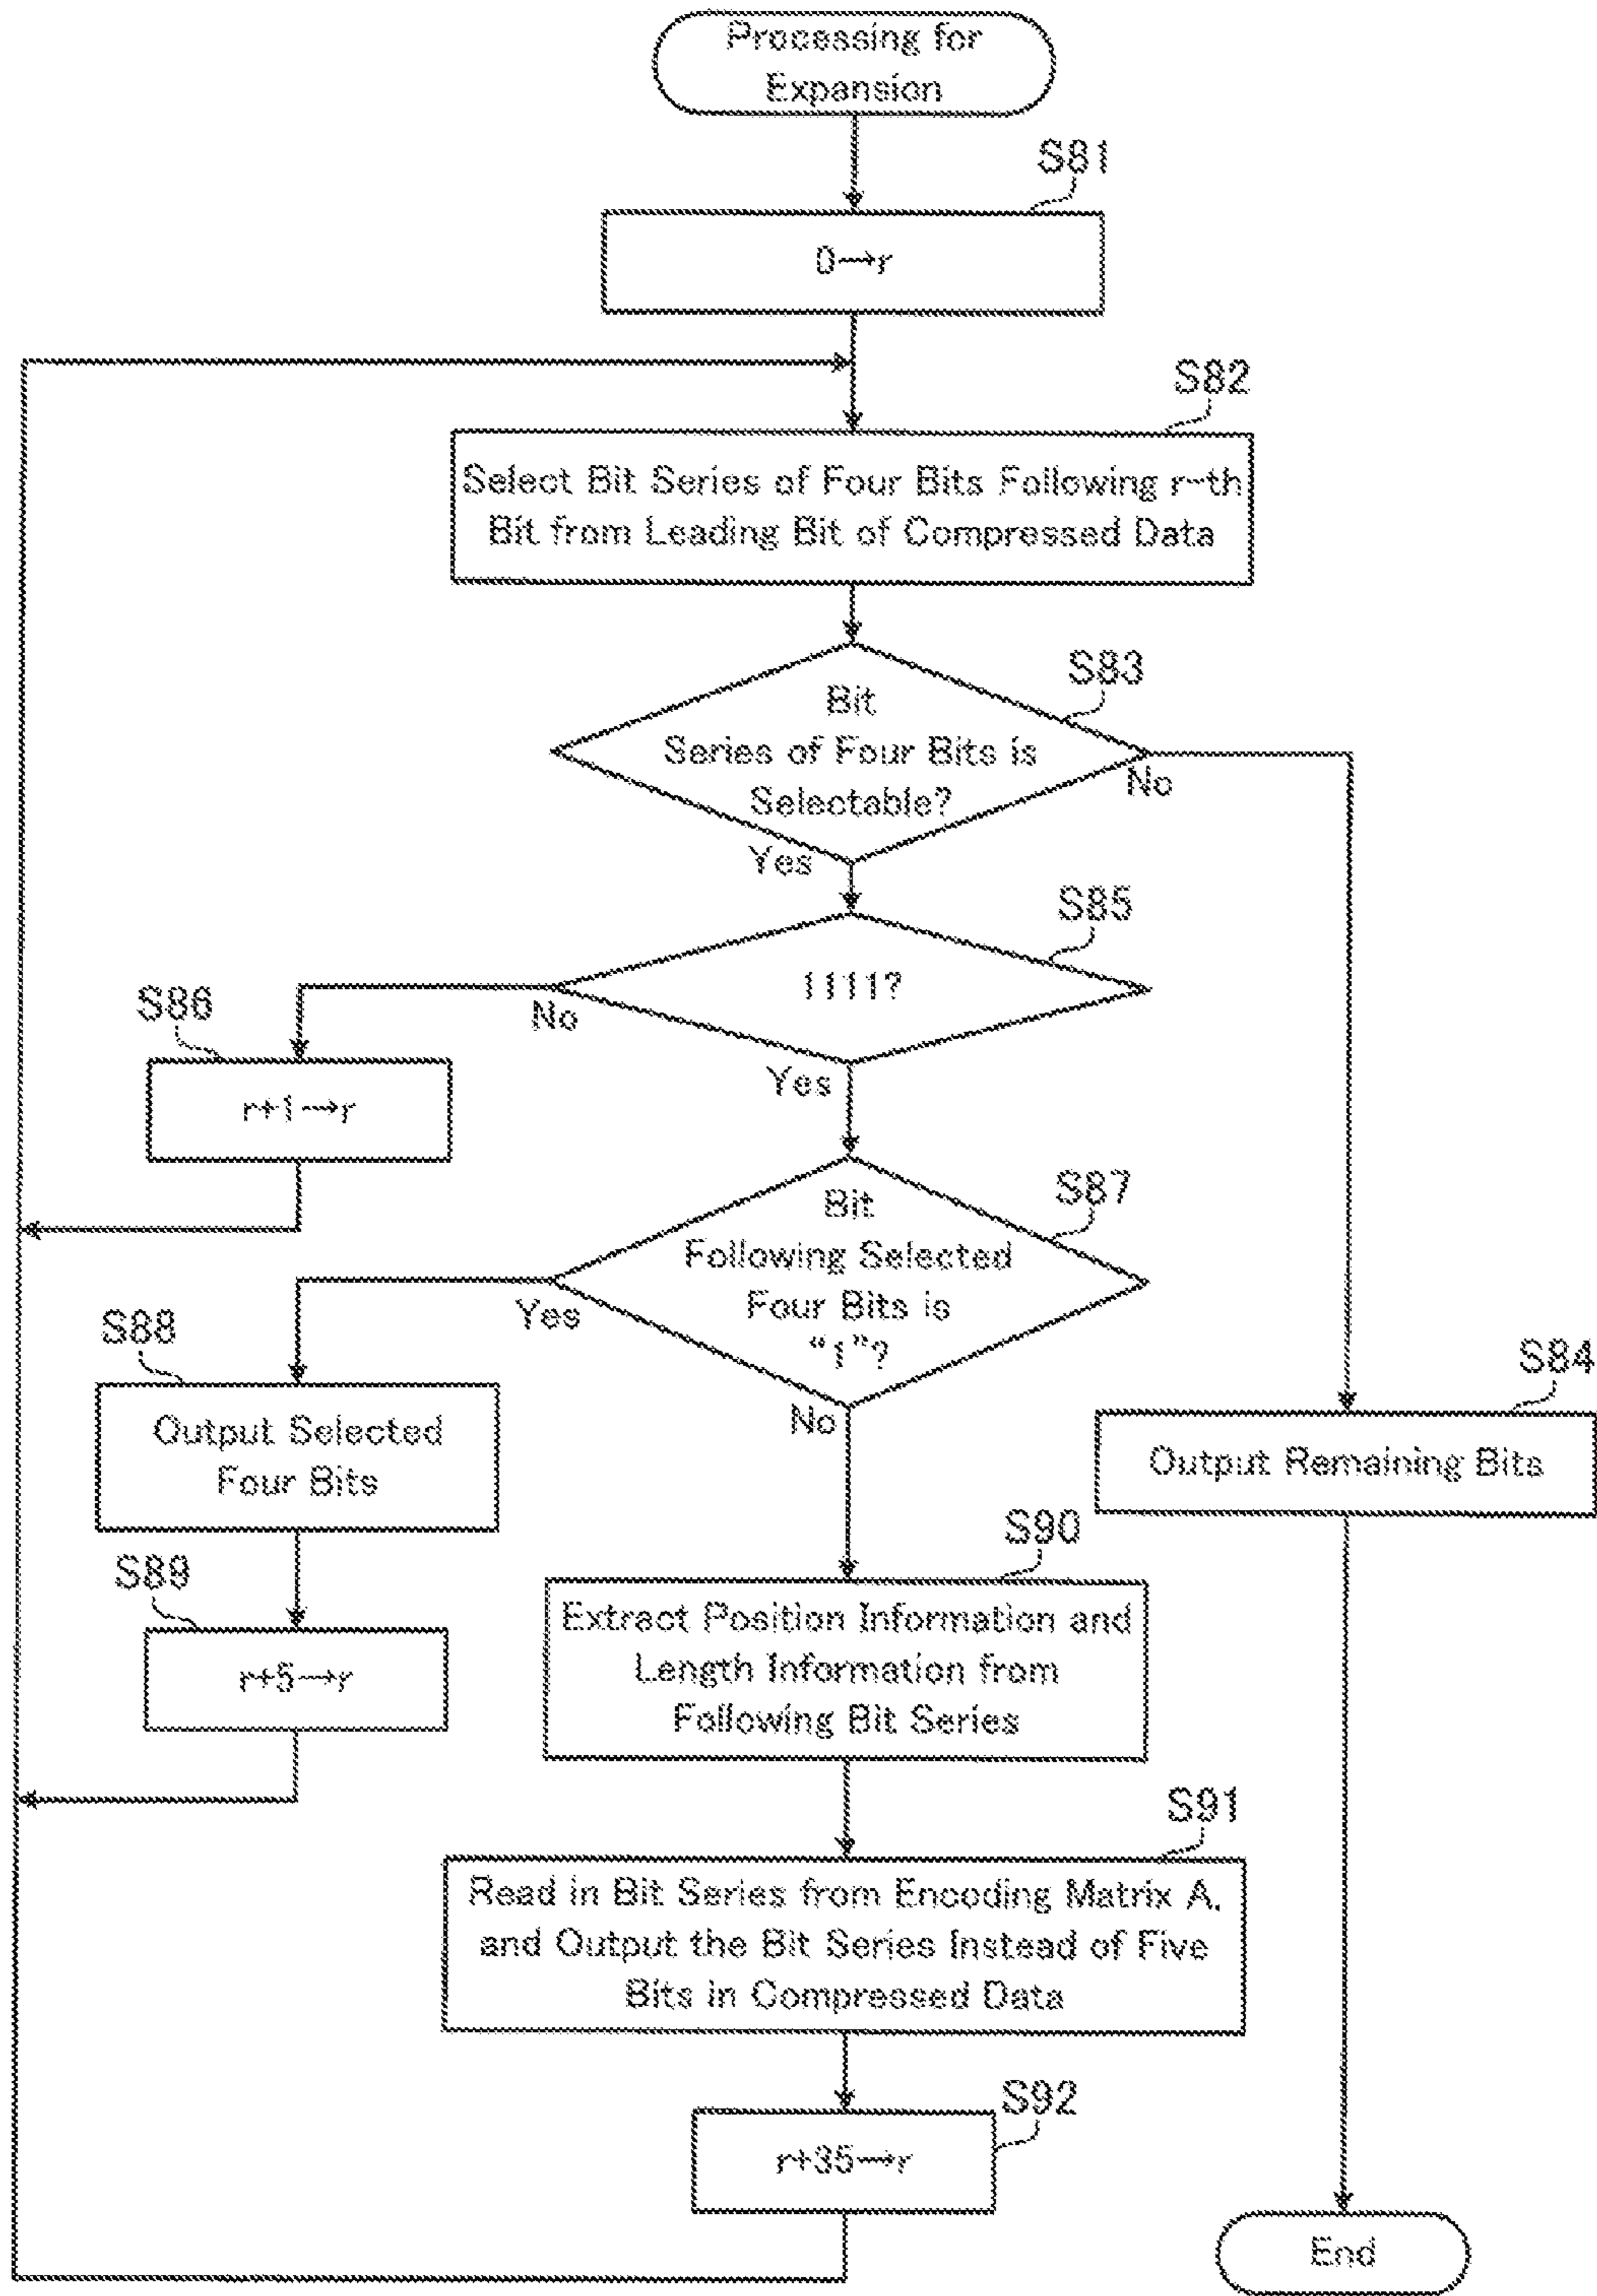 Processing for
Expansion
S81
0→r
S82
Select Bit Series of Four Bits Following r-th
Bit from Leading Bit of Compressed Data
S83
Bit
Series of Four Bits is
Selectable?
No
Yes
S85
1111?
No
Yes
S86
r+1→r
S87
Bit
Following Selected
Four Bits is
“1”?
Yes
No
S88
Output Selected
Four Bits
S84
Output Remaining Bits
S89
r+5→r
S90
Extract Position Information and
Length Information from
Following Bit Series
S91
Read in Bit Series from Encoding Matrix A,
and Output the Bit Series Instead of Five
Bits in Compressed Data
S92
r+35→r
End